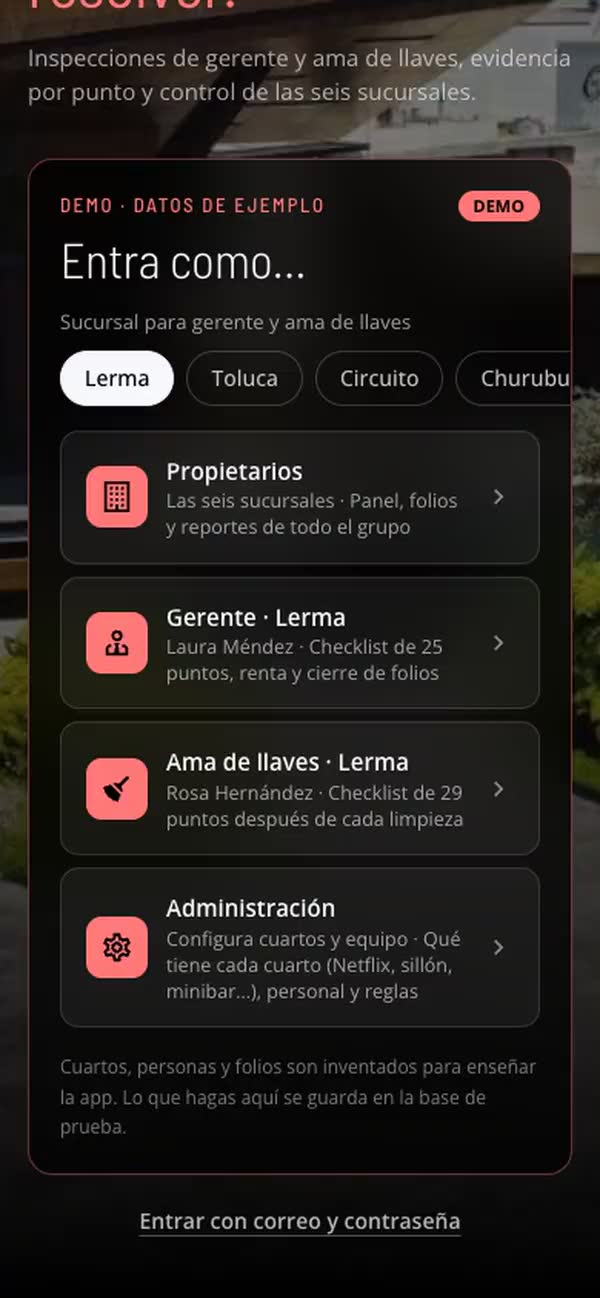 Inspecciones de gerente y ama de llaves, evidencia
por punto y control de las seis sucursales.
DEMO · DATOS DE EJEMPLO
DEMO
Entra como...
Sucursal para gerente y ama de llaves
Lerma
Toluca
Circuito
Churubu
Propietarios
Las seis sucursales · Panel, folios
y reportes de todo el grupo
Gerente · Lerma
Laura Méndez · Checklist de 25
puntos, renta y cierre de folios
Ama de llaves · Lerma
Rosa Hernández · Checklist de 29
puntos después de cada limpieza
Administración
Configura cuartos y equipo · Qué
tiene cada cuarto (Netflix, sillón,
minibar...), personal y reglas
Cuartos, personas y folios son inventados para enseñar
la app. Lo que hagas aquí se guarda en la base de
prueba.
Entrar con correo y contraseña